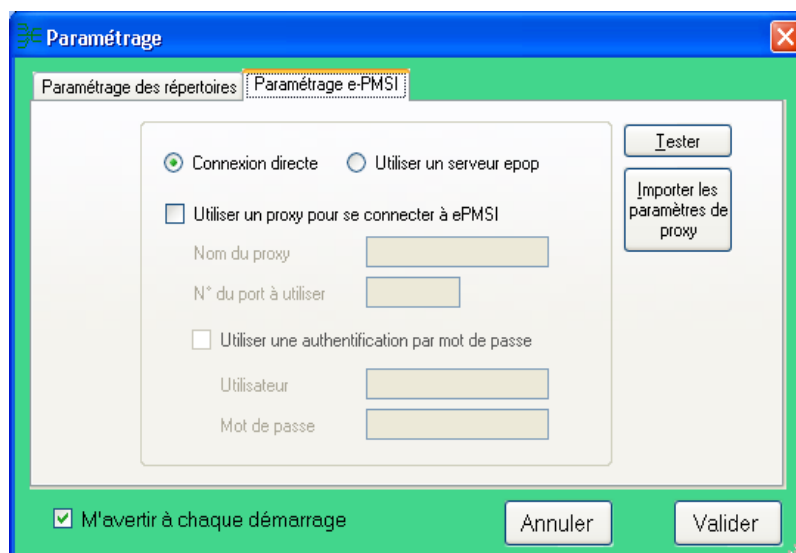 Paramétrage
Paramétrage des répertoires
Paramétrage e-PMSI
Connexion directe
Utiliser un serveur epop
Tester
Importer les
paramètres de
proxy
Utiliser un proxy pour se connecter à ePMSI
Nom du proxy
N° du port à utiliser
Utiliser une authentification par mot de passe
Utilisateur
Mot de passe
M'avertir à chaque démarrage
Annuler
Valider